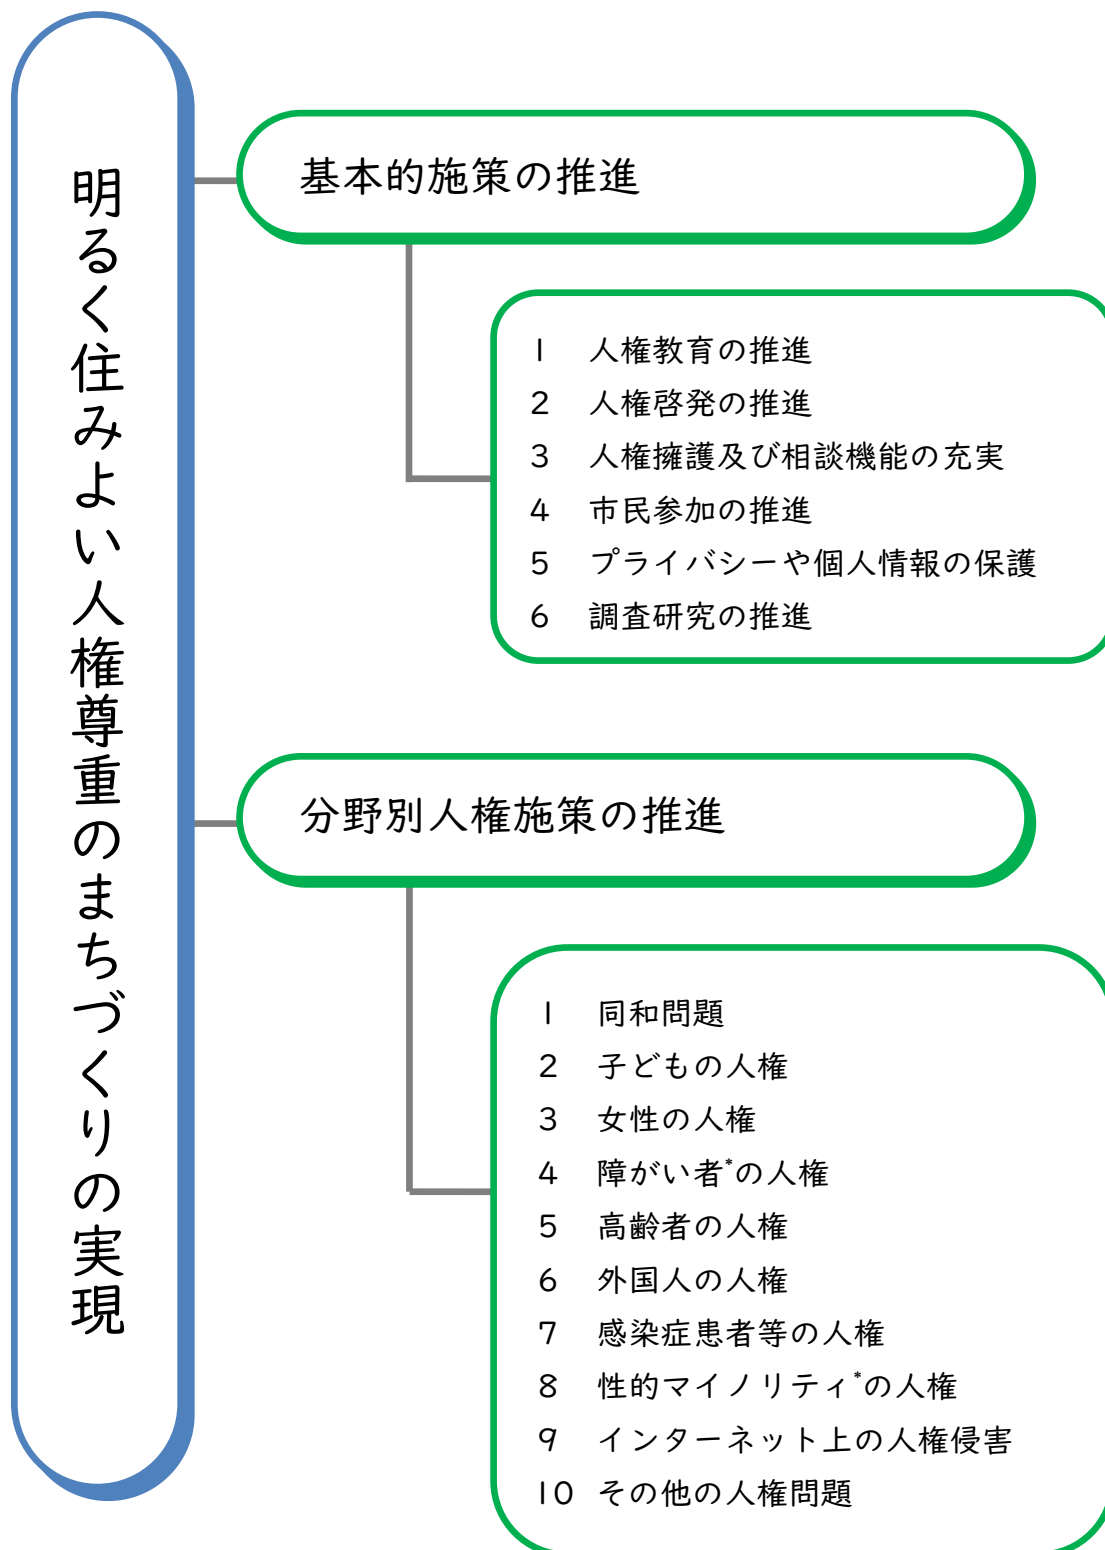 明るく住みよい人権尊重のまちづくりの実現
基本的施策の推進
1 人権教育の推進
2 人権啓発の推進
3 人権擁護及び相談機能の充実
4 市民参加の推進
5 プライバシーや個人情報の保護
6 調査研究の推進
分野別人権施策の推進
1 同和問題
2 子どもの人権
3 女性の人権
4 障がい者*の人権
5 高齢者の人権
6 外国人の人権
7 感染症患者等の人権
8 性的マイノリティ*の人権
9 インターネット上の人権侵害
10 その他の人権問題